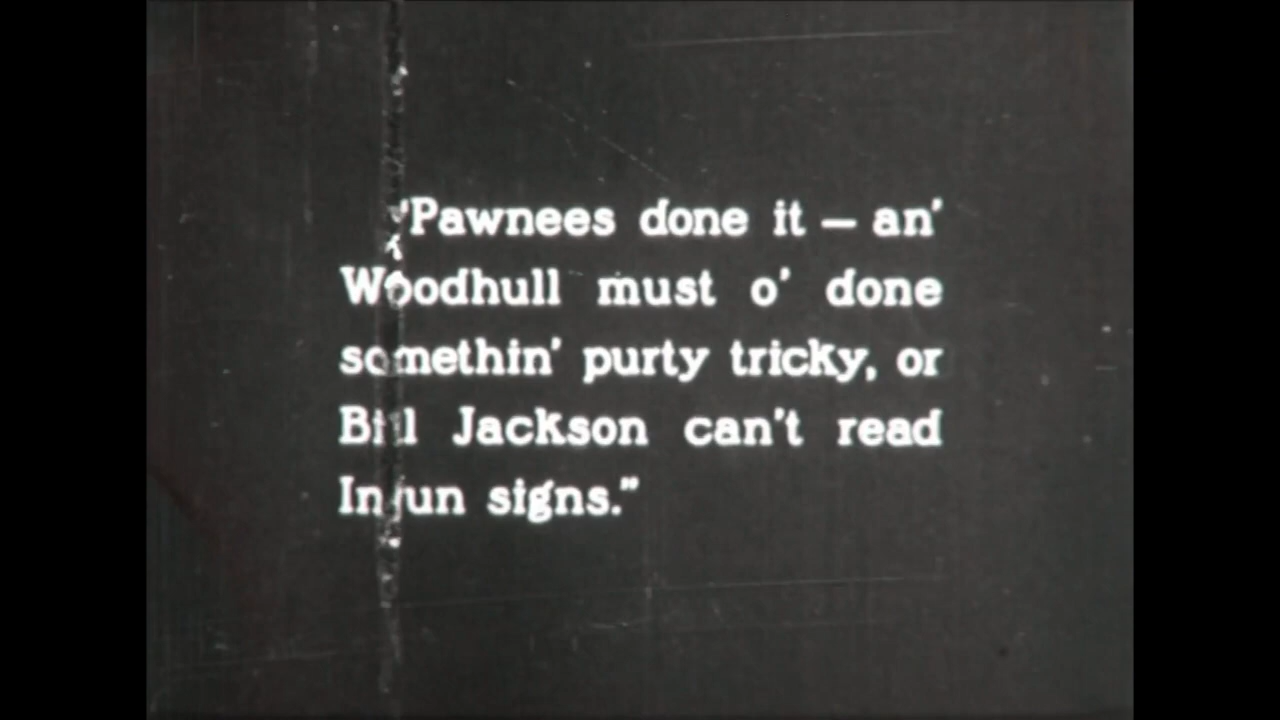 "Pawnees done it — an'
Woodhull must o' done
somethin' purty tricky, or
Bill Jackson can't read
Injun signs."